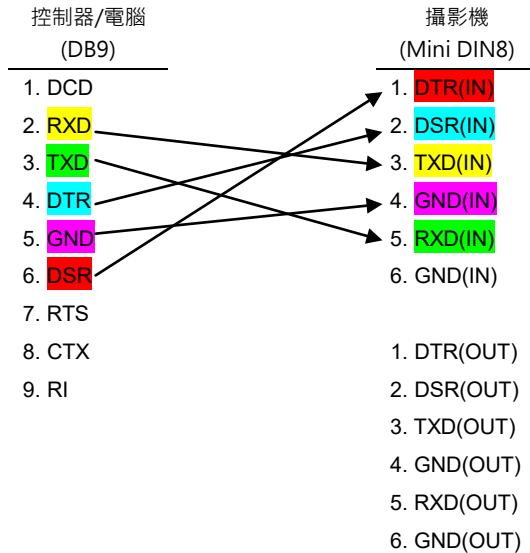 控制器/電腦
(DB9)
1. DCD
2. RXD
3. TXD
4. DTR
5. GND
6. DSR
7. RTS
8. CTX
9. RI
攝影機
(Mini DIN8)
1. DTR(IN)
2. DSR(IN)
3. TXD(IN)
4. GND(IN)
5. RXD(IN)
6. GND(IN)
1. DTR(OUT)
2. DSR(OUT)
3. TXD(OUT)
4. GND(OUT)
5. RXD(OUT)
6. GND(OUT)